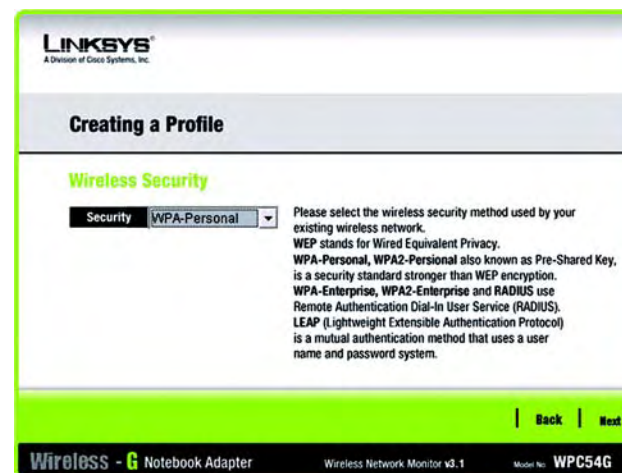 LINKSYS®
A Division of Cisco Systems, Inc.
Creating a Profile
Wireless Security
Security WPA-Personal
Please select the wireless security method used by your
existing wireless network.
WEP stands for Wired Equivalent Privacy.
WPA-Personal, WPA2-Persional also known as Pre-Shared Key,
is a security standard stronger than WEP encryption.
WPA-Enterprise, WPA2-Enterprise and RADIUS use
Remote Authentication Dial-In User Service (RADIUS).
LEAP (Lightweight Extensible Authentication Protocol)
is a mutual authentication method that uses a user
name and password system.
Back Next
Wireless - G Notebook Adapter Wireless Network Monitor v3.1 Model No. WPC54G